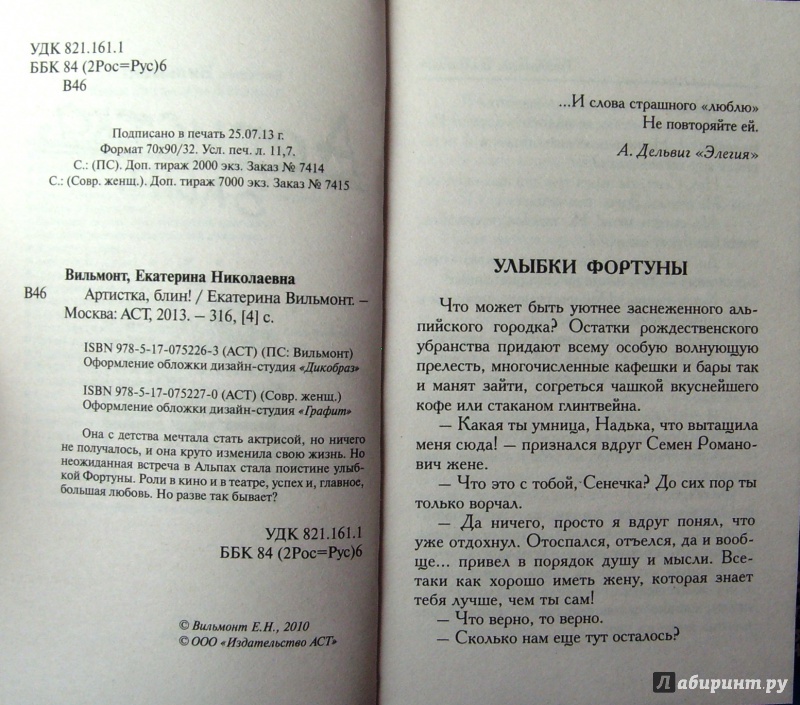 УДК 821.161.1
ББК 84 (2Рос=Рус)6
В46
Подписано в печать 25.07.13 г.
Формат 70x90/32. Усл. печ. л. 11,7.
С.: (ПС). Доп. тираж 2000 экз. Заказ № 7414
С.: (Совр. женщ.). Доп. тираж 7000 экз. Заказ № 7415
Вильмонт, Екатерина Николаевна
В46 Артистка, блин! / Екатерина Вильмонт. –
Москва: АСТ, 2013. – 316, [4] с.
ISBN 978-5-17-075226-3 (АСТ) (ПС: Вильмонт)
Оформление обложки дизайн-студия «Дикобраз»
ISBN 978-5-17-075227-0 (АСТ) (Совр. женщ.)
Оформление обложки дизайн-студия «Графит»
Она с детства мечтала стать актрисой, но ничего
не получалось, и она круто изменила свою жизнь. Но
неожиданная встреча в Альпах стала поистине улыб-
кой Фортуны. Роли в кино и в театре, успех и, главное,
большая любовь. Но разве так бывает?
УДК 821.161.1
ББК 84 (2Рос=Рус)6
© Вильмонт Е.Н., 2010
© ООО «Издательство АСТ»
...И слова страшного «люблю»
Не повторяйте ей.
А. Дельвиг «Элегия»
УЛЫБКИ ФОРТУНЫ
Что может быть уютнее заснеженного аль-
пийского городка? Остатки рождественского
убранства придают всему особую волнующую
прелесть, многочисленные кафешки и бары так
и манят зайти, согреться чашкой вкуснейшего
кофе или стаканом глинтвейна.
– Какая ты умница, Надька, что вытащила
меня сюда! – признался вдруг Семен Романо-
вич жене.
– Что это с тобой, Сенечка? До сих пор ты
только ворчал.
– Да ничего, просто я вдруг понял, что
уже отдохнул. Отоспался, отъелся, да и вооб-
ще... привел в порядок душу и мысли. Все-
таки как хорошо иметь жену, которая знает
тебя лучше, чем ты сам!
– Что верно, то верно.
– Сколько нам еще тут осталось?
Лабиринт.ру